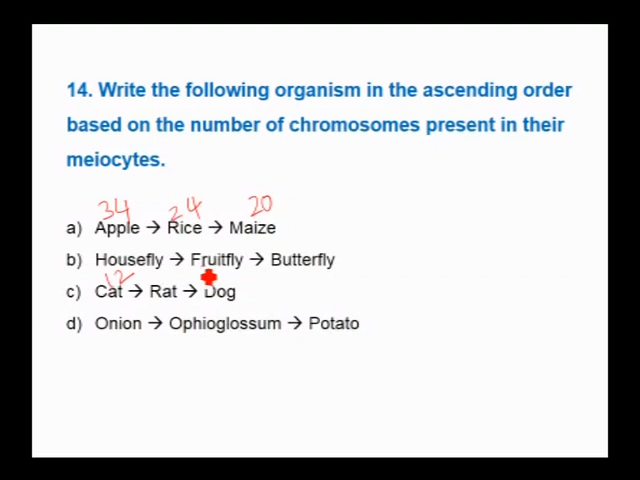 14. Write the following organism in the ascending order
based on the number of chromosomes present in their
meiocytes.
34 24 20
a) Apple → Rice → Maize
b) Housefly → Fruitfly → Butterfly
12
c) Cat → Rat → Dog
d) Onion → Ophioglossum → Potato